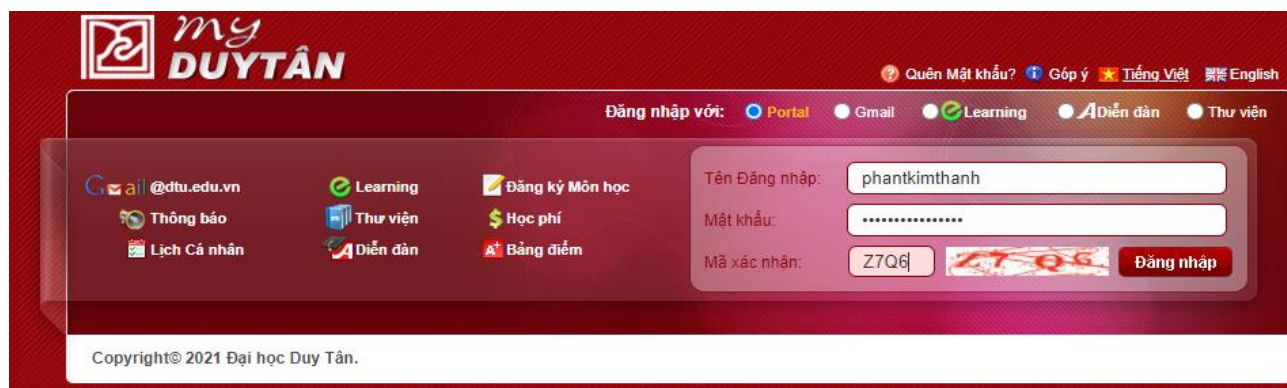 my
DUYTÂN
Quên Mật khẩu? Góp ý Tiếng Việt English
Đăng nhập với: Portal Gmail Learning Diễn đàn Thư viện
Gmail @dtu.edu.vn Learning Đăng ký Môn học
Thông báo Thư viện $ Học phí
Lịch Cá nhân Diễn đàn A+ Bảng điểm
Tên Đăng nhập: phantkimthanh
Mật khẩu: ••••••••••••••••
Mã xác nhận: Z7Q6 Z7Q6 Đăng nhập
Copyright© 2021 Đại học Duy Tân.